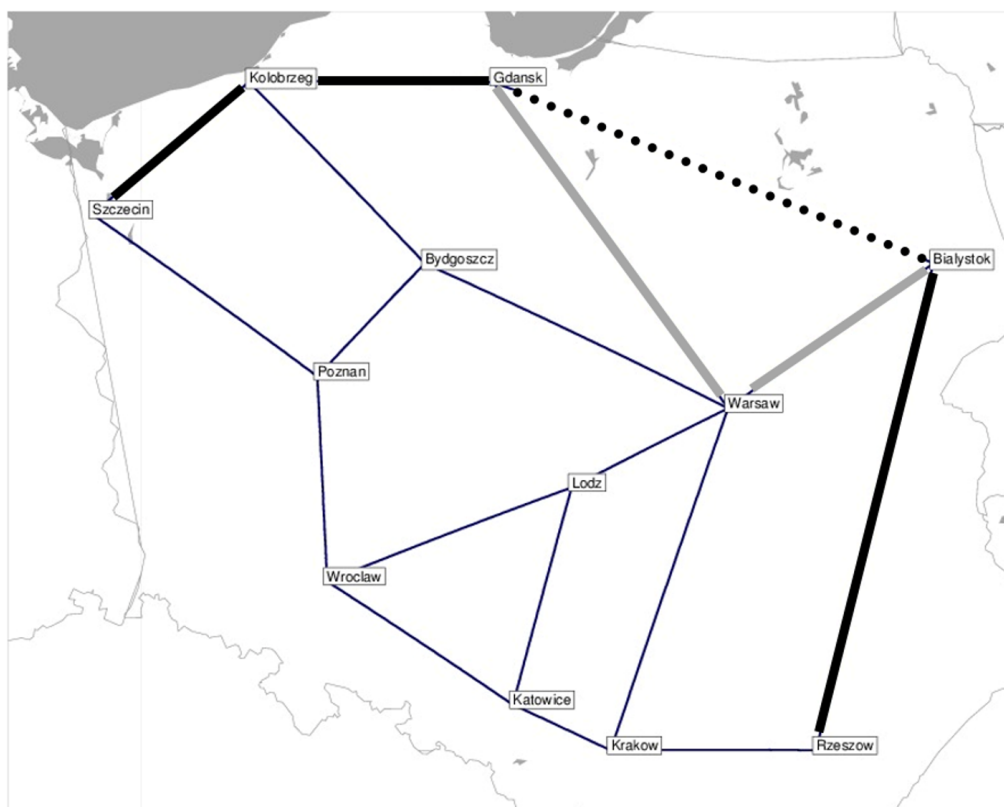 Kolobrzeg
Gdansk
Szczecin
Bydgoszcz
Bialystok
Poznan
Warsaw
Lodz
Wroclaw
Katowice
Krakow
Rzeszow